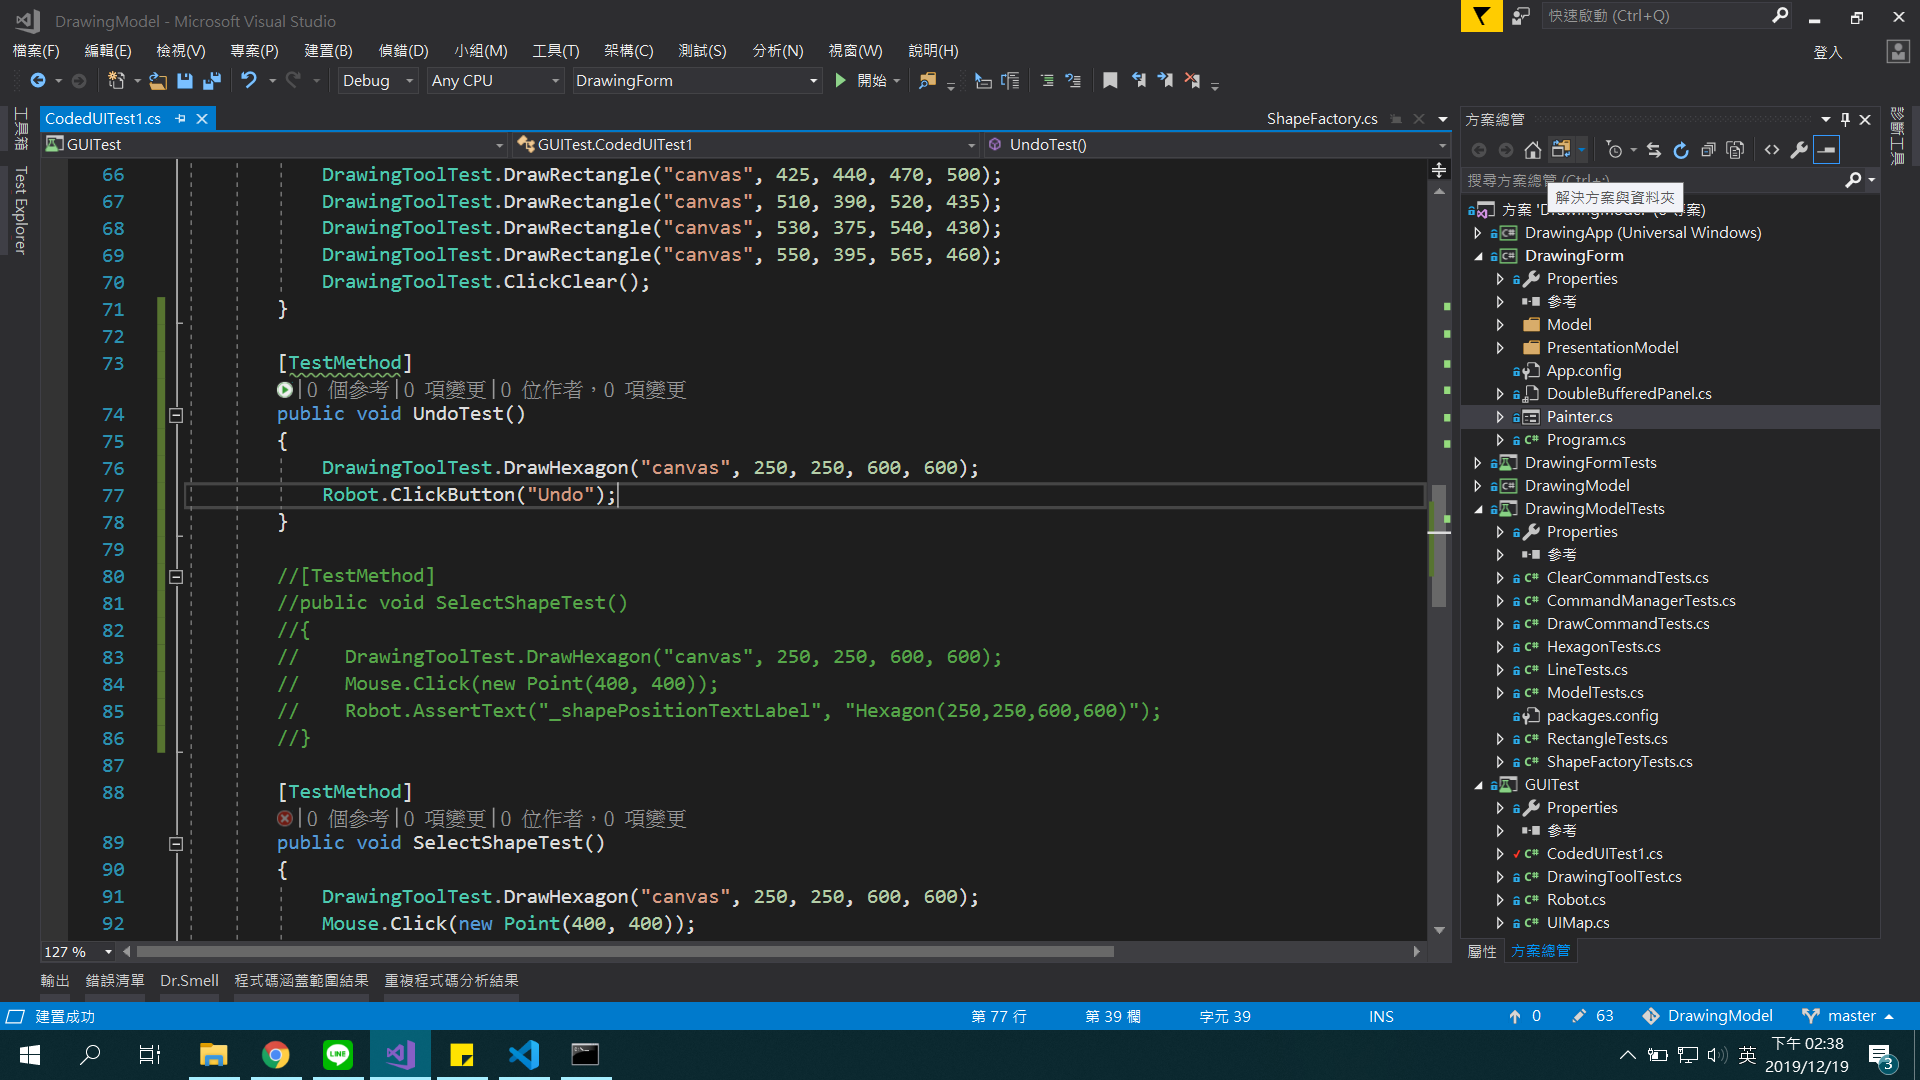 DrawingModel - Microsoft Visual Studio
快速啟動 (Ctrl+Q)
檔案(F) 編輯(E) 檢視(V) 專案(P) 建置(B) 偵錯(D) 小組(M) 工具(T) 架構(C) 測試(S) 分析(N) 視窗(W) 說明(H)
登入
Debug Any CPU DrawingForm 開始
工具箱
Test Explorer
CodedUITest1.cs
ShapeFactory.cs
GUITest GUITest.CodedUITest1 UndoTest()
66 DrawingToolTest.DrawRectangle("canvas", 425, 440, 470, 500);
67 DrawingToolTest.DrawRectangle("canvas", 510, 390, 520, 435);
68 DrawingToolTest.DrawRectangle("canvas", 530, 375, 540, 430);
69 DrawingToolTest.DrawRectangle("canvas", 550, 395, 565, 460);
70 DrawingToolTest.ClickClear();
71 }
72
73 [TestMethod]
|0 個參考|0 項變更|0 位作者，0 項變更
74 public void UndoTest()
75 {
76 DrawingToolTest.DrawHexagon("canvas", 250, 250, 600, 600);
77 Robot.ClickButton("Undo");
78 }
79
80 //[TestMethod]
81 //public void SelectShapeTest()
82 //{
83 //    DrawingToolTest.DrawHexagon("canvas", 250, 250, 600, 600);
84 //    Mouse.Click(new Point(400, 400));
85 //    Robot.AssertText("_shapePositionTextLabel", "Hexagon(250,250,600,600)");
86 //}
87
88 [TestMethod]
|0 個參考|0 項變更|0 位作者，0 項變更
89 public void SelectShapeTest()
90 {
91 DrawingToolTest.DrawHexagon("canvas", 250, 250, 600, 600);
92 Mouse.Click(new Point(400, 400));
127 %
輸出 錯誤清單 Dr.Smell 程式碼涵蓋範圍結果 重複程式碼分析結果
方案總管
搜尋方案總管 (Ctrl+;)
解決方案與資料夾
方案 'DrawingModel'
專案)
DrawingApp (Universal Windows)
DrawingForm
Properties
參考
Model
PresentationModel
App.config
DoubleBufferedPanel.cs
Painter.cs
Program.cs
DrawingFormTests
DrawingModel
DrawingModelTests
Properties
參考
ClearCommandTests.cs
CommandManagerTests.cs
DrawCommandTests.cs
HexagonTests.cs
LineTests.cs
ModelTests.cs
packages.config
RectangleTests.cs
ShapeFactoryTests.cs
GUITest
Properties
參考
CodedUITest1.cs
DrawingToolTest.cs
Robot.cs
UIMap.cs
屬性 方案總管
診斷工具
建置成功 第 77 行 第 39 欄 字元 39 INS 0 63 DrawingModel master
LINE
英
下午 02:38
2019/12/19
3